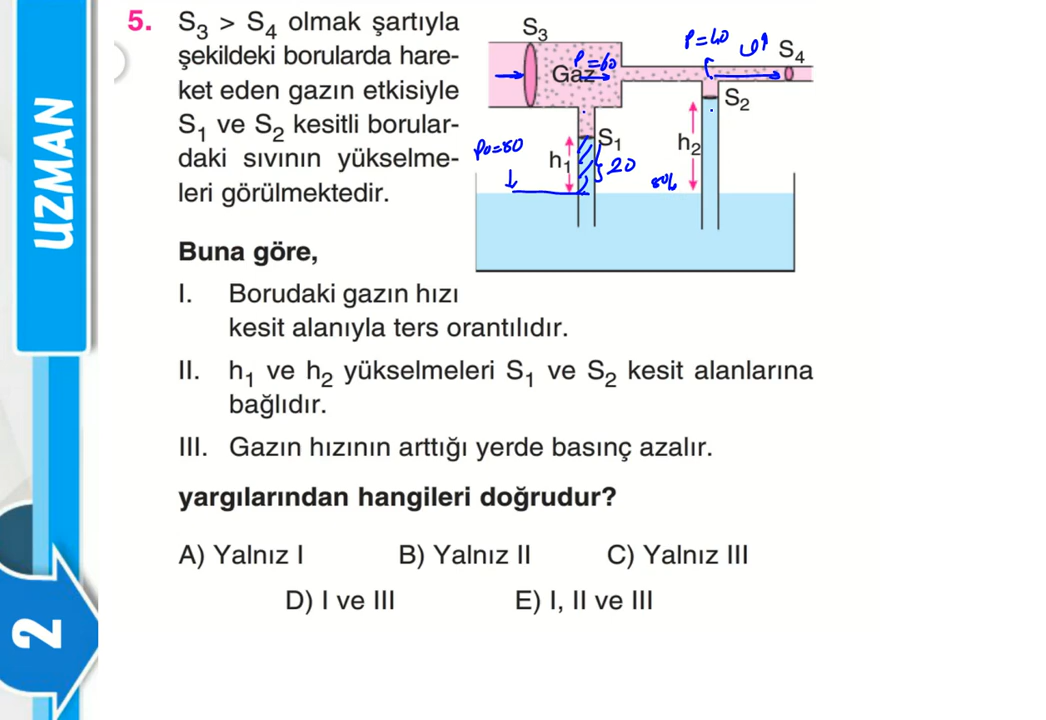 5. S₃ > S₄ olmak şartıyla
şekildeki borularda hare-
ket eden gazın etkisiyle
S₁ ve S₂ kesitli borular-
daki sıvının yükselme-
leri görülmektedir.
S₃
Gaz
P=60
P=40
S₄
S₂
S₁
h₁
h₂
P₀=80
20
Buna göre,
I. Borudaki gazın hızı
kesit alanıyla ters orantılıdır.
II. h₁ ve h₂ yükselmeleri S₁ ve S₂ kesit alanlarına
bağlıdır.
III. Gazın hızının arttığı yerde basınç azalır.
yargılarından hangileri doğrudur?
A) Yalnız I B) Yalnız II C) Yalnız III
D) I ve III E) I, II ve III
UZMAN
2